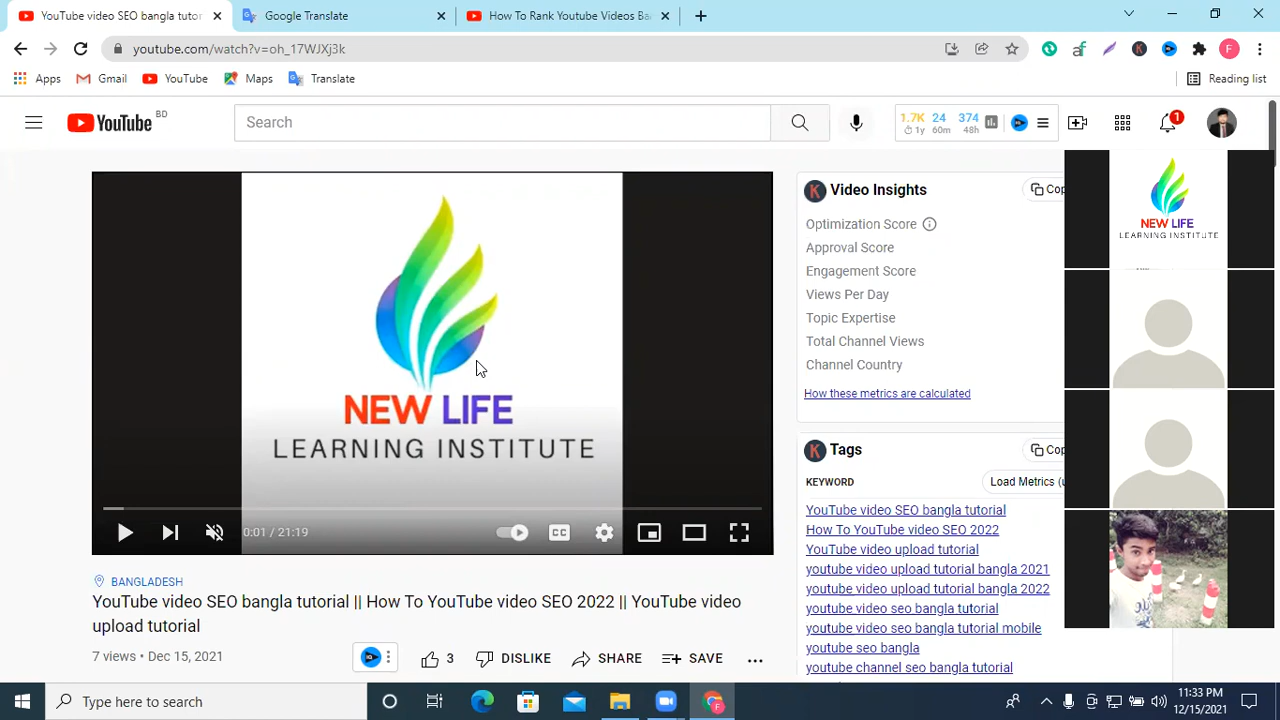 YouTube video SEO bangla tutor
Google Translate
How To Rank Youtube Videos Ba
youtube.com/watch?v=oh_17WJXj3k
Apps
Gmail
YouTube
Maps
Translate
Reading list
YouTube BD
Search
1.7K 24 374
1y 60m 48h
1
NEW LIFE
LEARNING INSTITUTE
0:01 / 21:19
CC
BANGLADESH
YouTube video SEO bangla tutorial || How To YouTube video SEO 2022 || YouTube video
upload tutorial
7 views • Dec 15, 2021
3
DISLIKE
SHARE
SAVE
K Video Insights
Cop
Optimization Score
Approval Score
Engagement Score
Views Per Day
Topic Expertise
Total Channel Views
Channel Country
How these metrics are calculated
K Tags
Cop
KEYWORD
Load Metrics (u
YouTube video SEO bangla tutorial
How To YouTube video SEO 2022
YouTube video upload tutorial
youtube video upload tutorial bangla 2021
youtube video upload tutorial bangla 2022
youtube video seo bangla tutorial
youtube video seo bangla tutorial mobile
youtube seo bangla
youtube channel seo bangla tutorial
NEW LIFE
LEARNING INSTITUTE
Type here to search
11:33 PM
12/15/2021